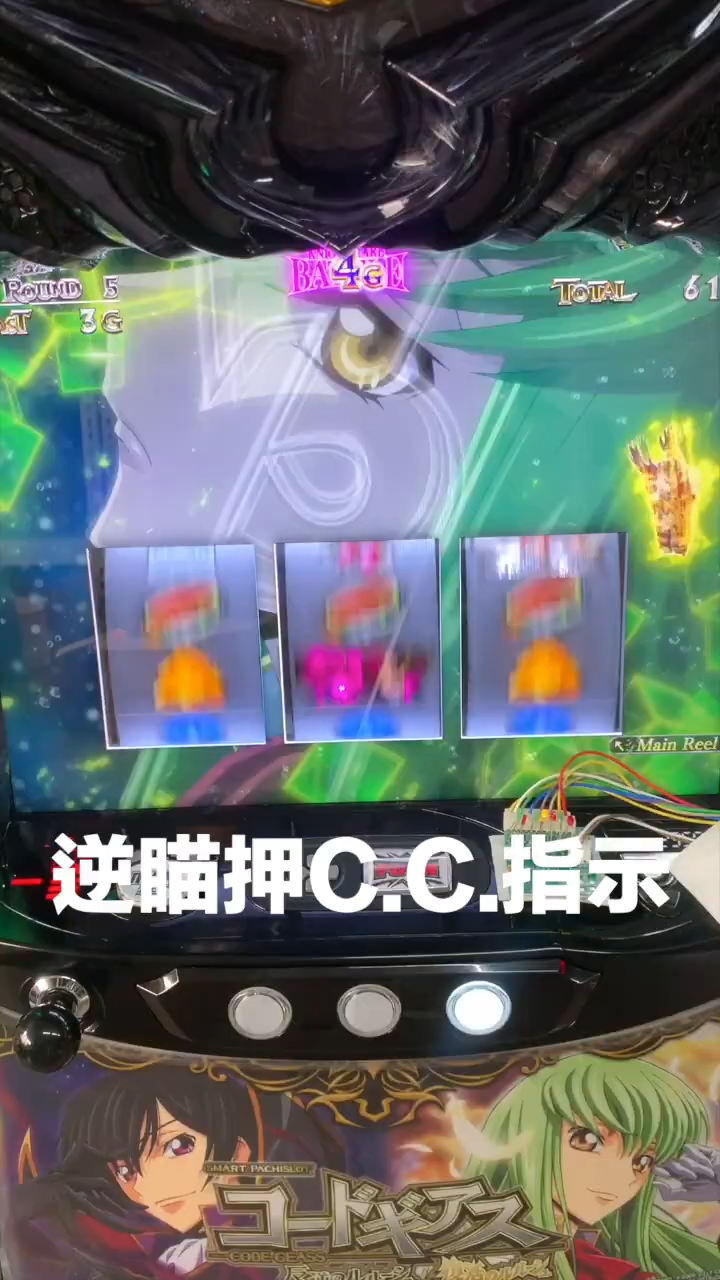 ROUND 5
3G
4G
TOTAL 61
Main Reel
逆瞄押C.C.指示
SMART PACHISLOT
コードギアス
CODE GEASS